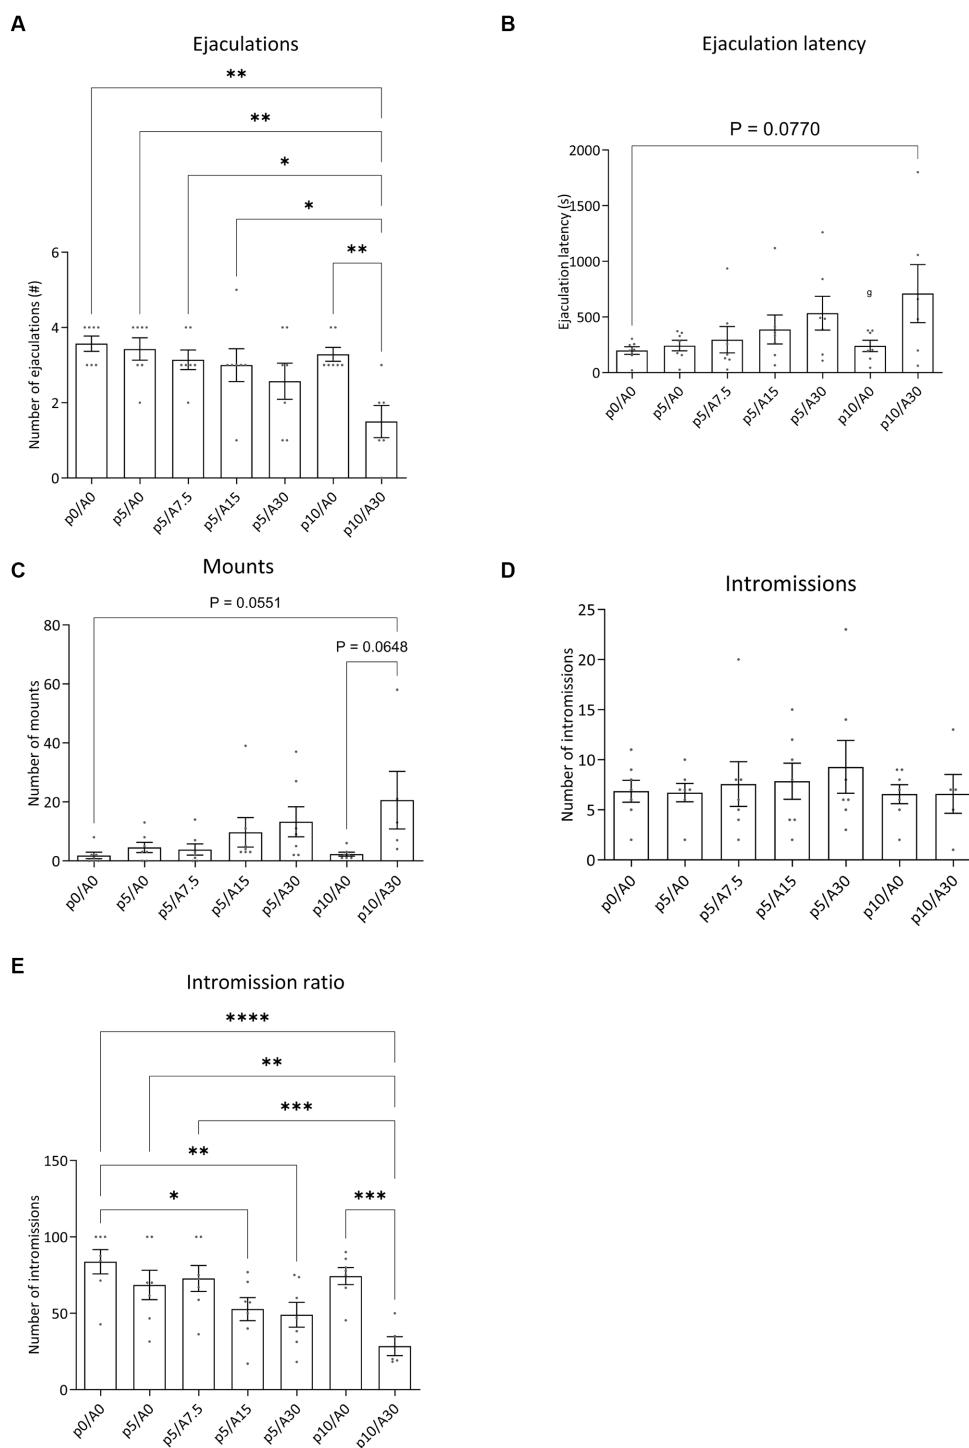 A
Ejaculations
**
**
*
*
**
Number of ejaculations (#)
6
4
2
0
p0/A0
p5/A0
p5/A7.5
p5/A15
p5/A30
p10/A0
p10/A30
B
Ejaculation latency
P = 0.0770
Ejaculation latency (s)
2000
1500
1000
500
0
g
p0/A0
p5/A0
p5/A7.5
p5/A15
p5/A30
p10/A0
p10/A30
C
Mounts
P = 0.0551
P = 0.0648
Number of mounts
80
60
40
20
0
p0/A0
p5/A0
p5/A7.5
p5/A15
p5/A30
p10/A0
p10/A30
D
Intromissions
Number of intromissions
25
20
15
10
5
0
p0/A0
p5/A0
p5/A7.5
p5/A15
p5/A30
p10/A0
p10/A30
E
Intromission ratio
****
**
***
**
*
***
Number of intromissions
150
100
50
0
p0/A0
p5/A0
p5/A7.5
p5/A15
p5/A30
p10/A0
p10/A30